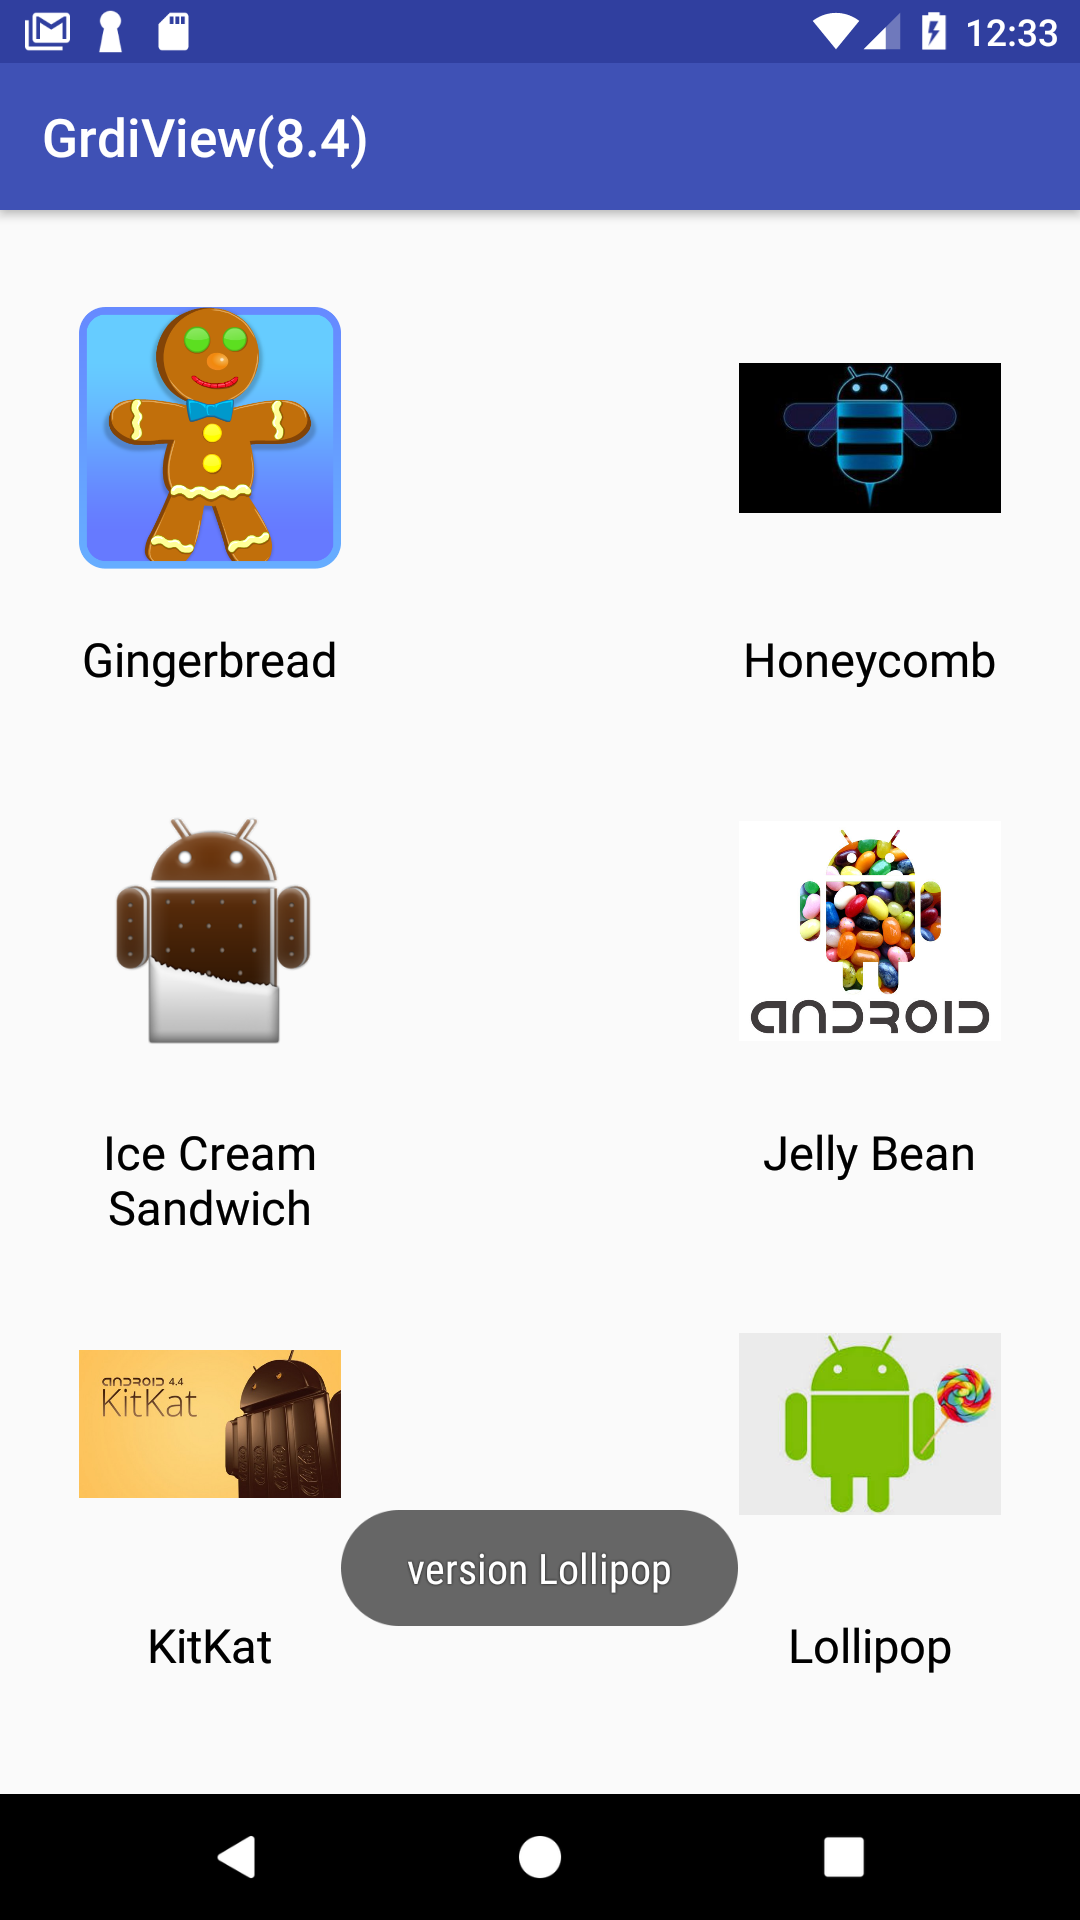 12:33
GrdiView(8.4)
Gingerbread
Honeycomb
Ice Cream
Sandwich
ANDROID
Jelly Bean
ANDROID 4.4
KitKat
version Lollipop
KitKat
Lollipop